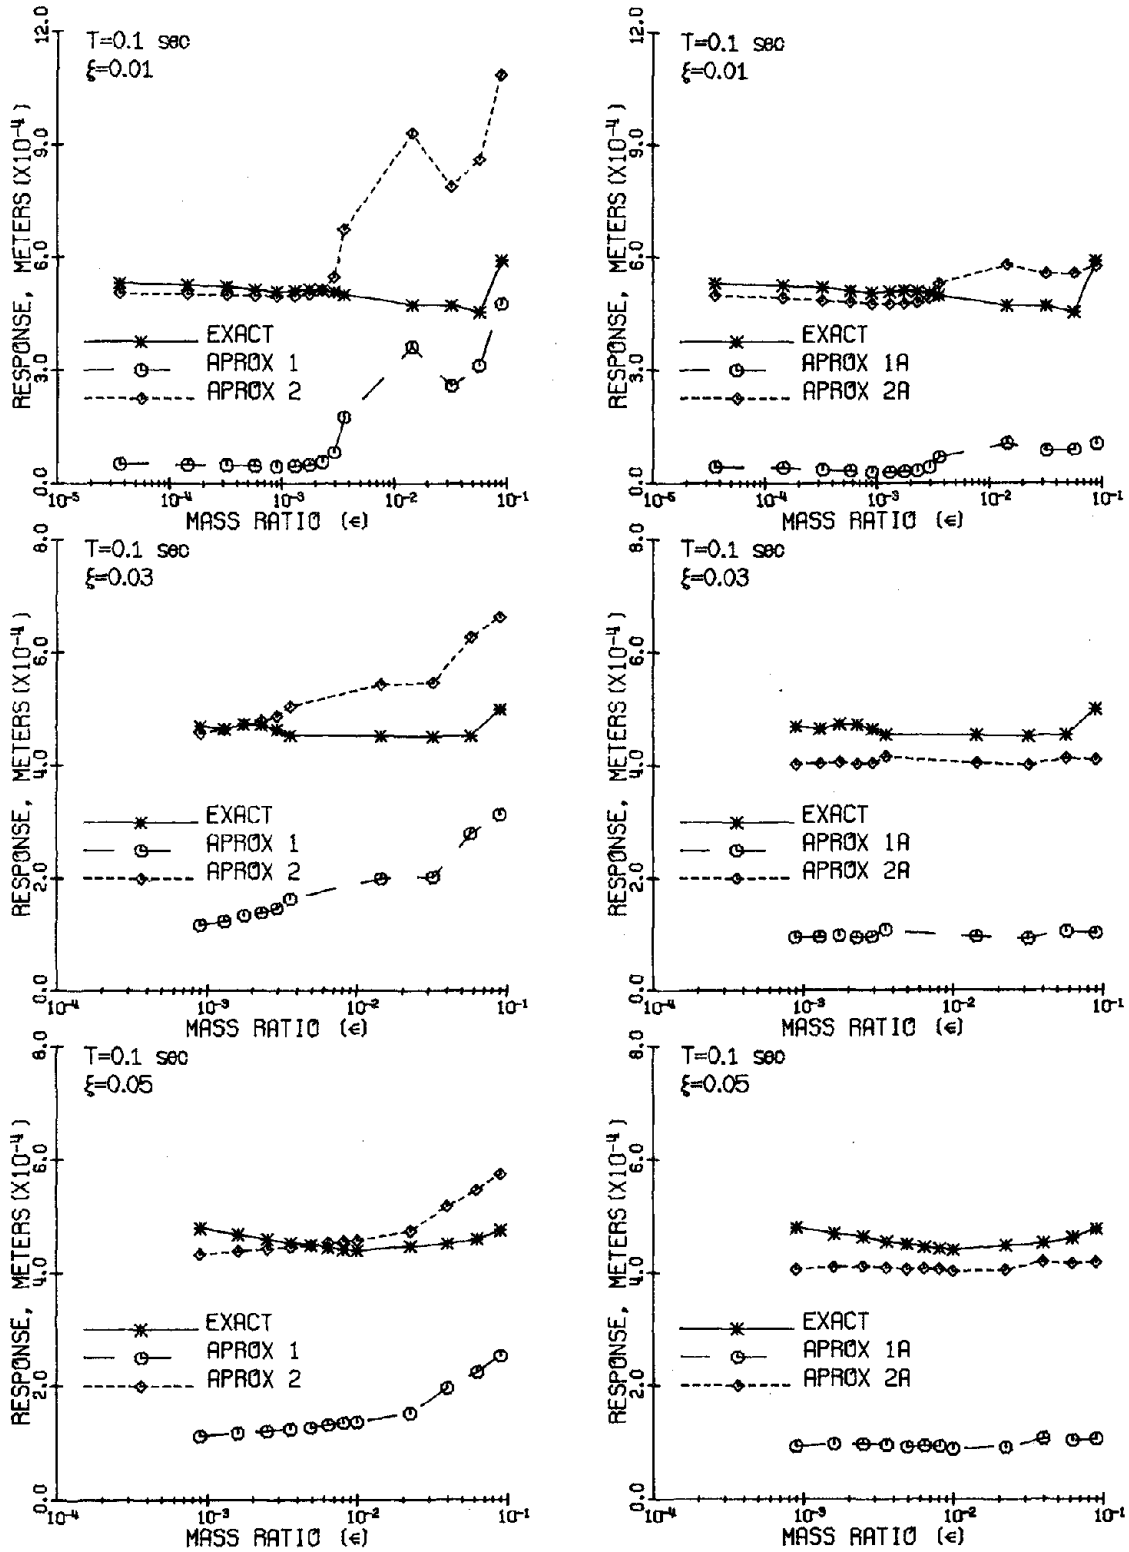 T=0.1 sec
ξ=0.01
RESPONSE, METERS (X10⁻⁴)
12.0
9.0
6.0
3.0
0.0
EXACT
APROX 1
APROX 2
10⁻⁵ 10⁻⁴ 10⁻³ 10⁻² 10⁻¹
MASS RATIO (ϵ)
T=0.1 sec
ξ=0.01
RESPONSE, METERS (X10⁻⁴)
12.0
9.0
6.0
3.0
0.0
EXACT
APROX 1A
APROX 2A
10⁻⁵ 10⁻⁴ 10⁻³ 10⁻² 10⁻¹
MASS RATIO (ϵ)
T=0.1 sec
ξ=0.03
RESPONSE, METERS (X10⁻⁴)
8.0
6.0
4.0
2.0
0.0
EXACT
APROX 1
APROX 2
10⁻⁴ 10⁻³ 10⁻² 10⁻¹
MASS RATIO (ϵ)
T=0.1 sec
ξ=0.03
RESPONSE, METERS (X10⁻⁴)
8.0
6.0
4.0
2.0
0.0
EXACT
APROX 1A
APROX 2A
10⁻⁴ 10⁻³ 10⁻² 10⁻¹
MASS RATIO (ϵ)
T=0.1 sec
ξ=0.05
RESPONSE, METERS (X10⁻⁴)
8.0
6.0
4.0
2.0
0.0
EXACT
APROX 1
APROX 2
10⁻⁴ 10⁻³ 10⁻² 10⁻¹
MASS RATIO (ϵ)
T=0.1 sec
ξ=0.05
RESPONSE, METERS (X10⁻⁴)
8.0
6.0
4.0
2.0
0.0
EXACT
APROX 1A
APROX 2A
10⁻⁴ 10⁻³ 10⁻² 10⁻¹
MASS RATIO (ϵ)